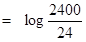 = log 2400/24